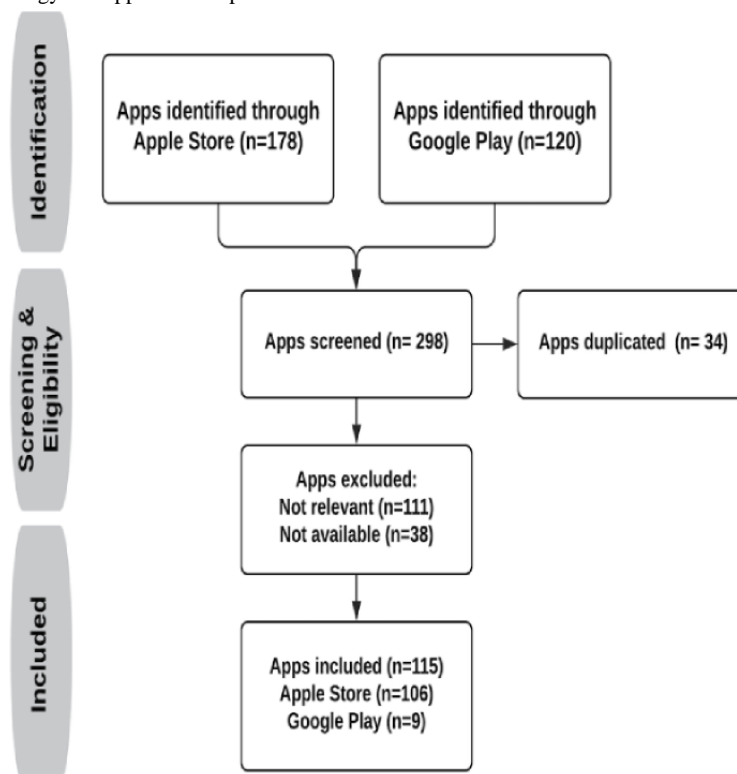 Identification
Apps identified through
Apple Store (n=178)
Apps identified through
Google Play (n=120)
Screening &
Eligibility
Apps screened (n= 298)
Apps duplicated (n= 34)
Apps excluded:
Not relevant (n=111)
Not available (n=38)
Included
Apps included (n=115)
Apple Store (n=106)
Google Play (n=9)